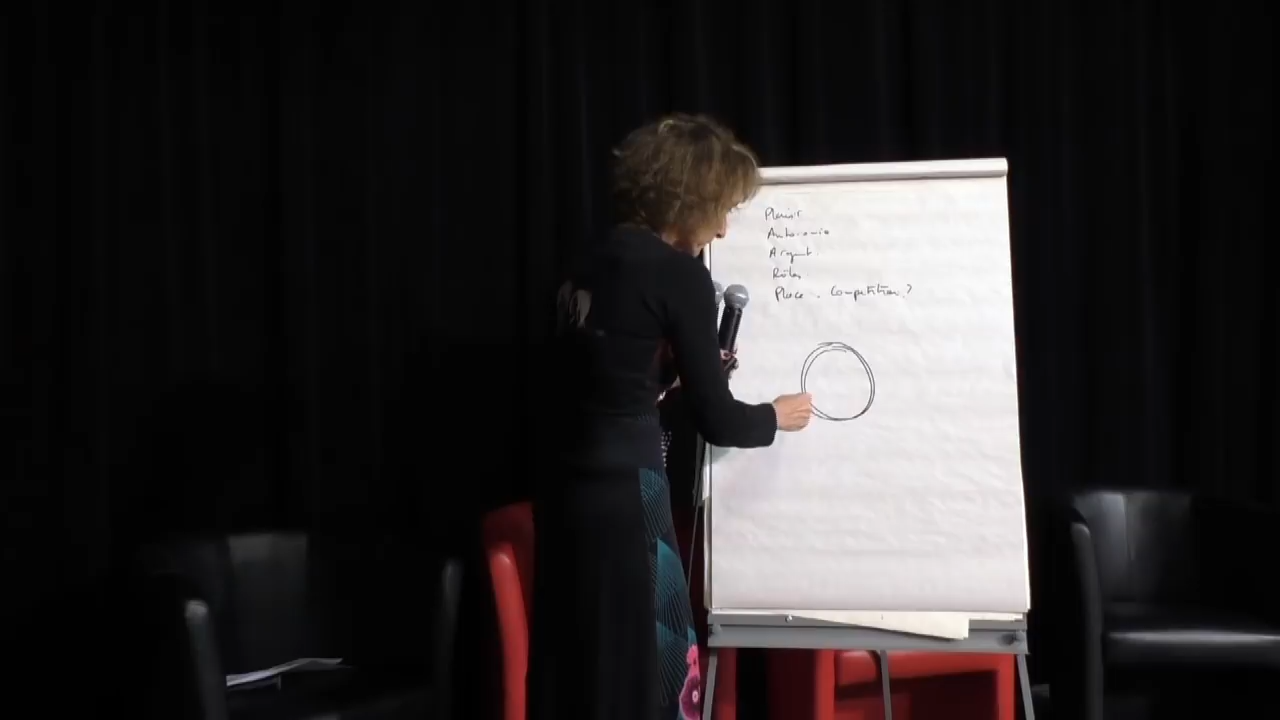 Plaisir
Autonomie
Argent
Rôles
Place . Compétition ?